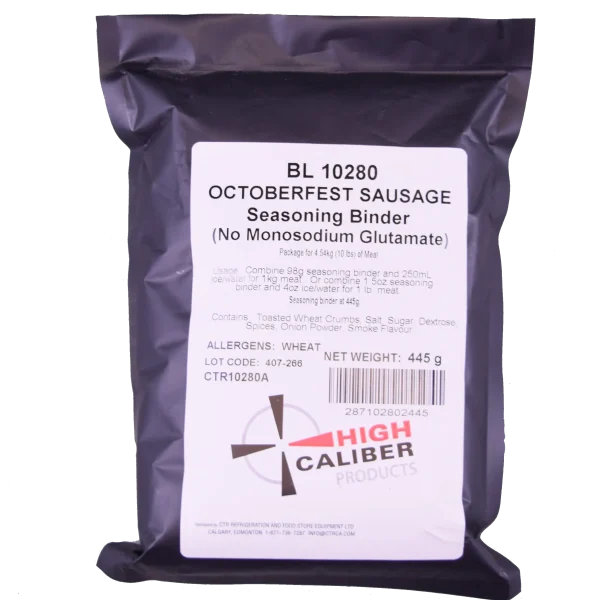 BL 10280
OCTOBERFEST SAUSAGE
Seasoning Binder
(No Monosodium Glutamate)
Package for 4.54kg (10 lbs) of Meat
Usage: Combine 98g seasoning binder and 250mL
ice/water for 1kg meat. Or combine 1.5oz seasoning
binder and 4oz ice/water for 1 lb. meat.
Seasoning binder at 445g.
Contains: Toasted Wheat Crumbs, Salt, Sugar, Dextrose,
Spices, Onion Powder, Smoke Flavour
ALLERGENS: WHEAT
LOT CODE: 407-266
NET WEIGHT: 445 g
CTR10280A
287102802445
HIGH
CALIBER
PRODUCTS
CTR REFRIGERATION AND FOOD STORE EQUIPMENT LTD.
CALGARY, EDMONTON